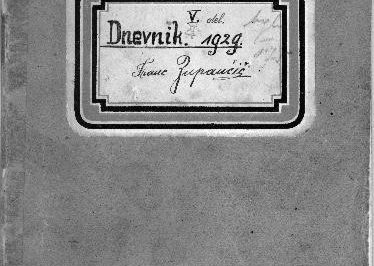 V. del.
Dnevnik. 1929.
Franc Zupančič